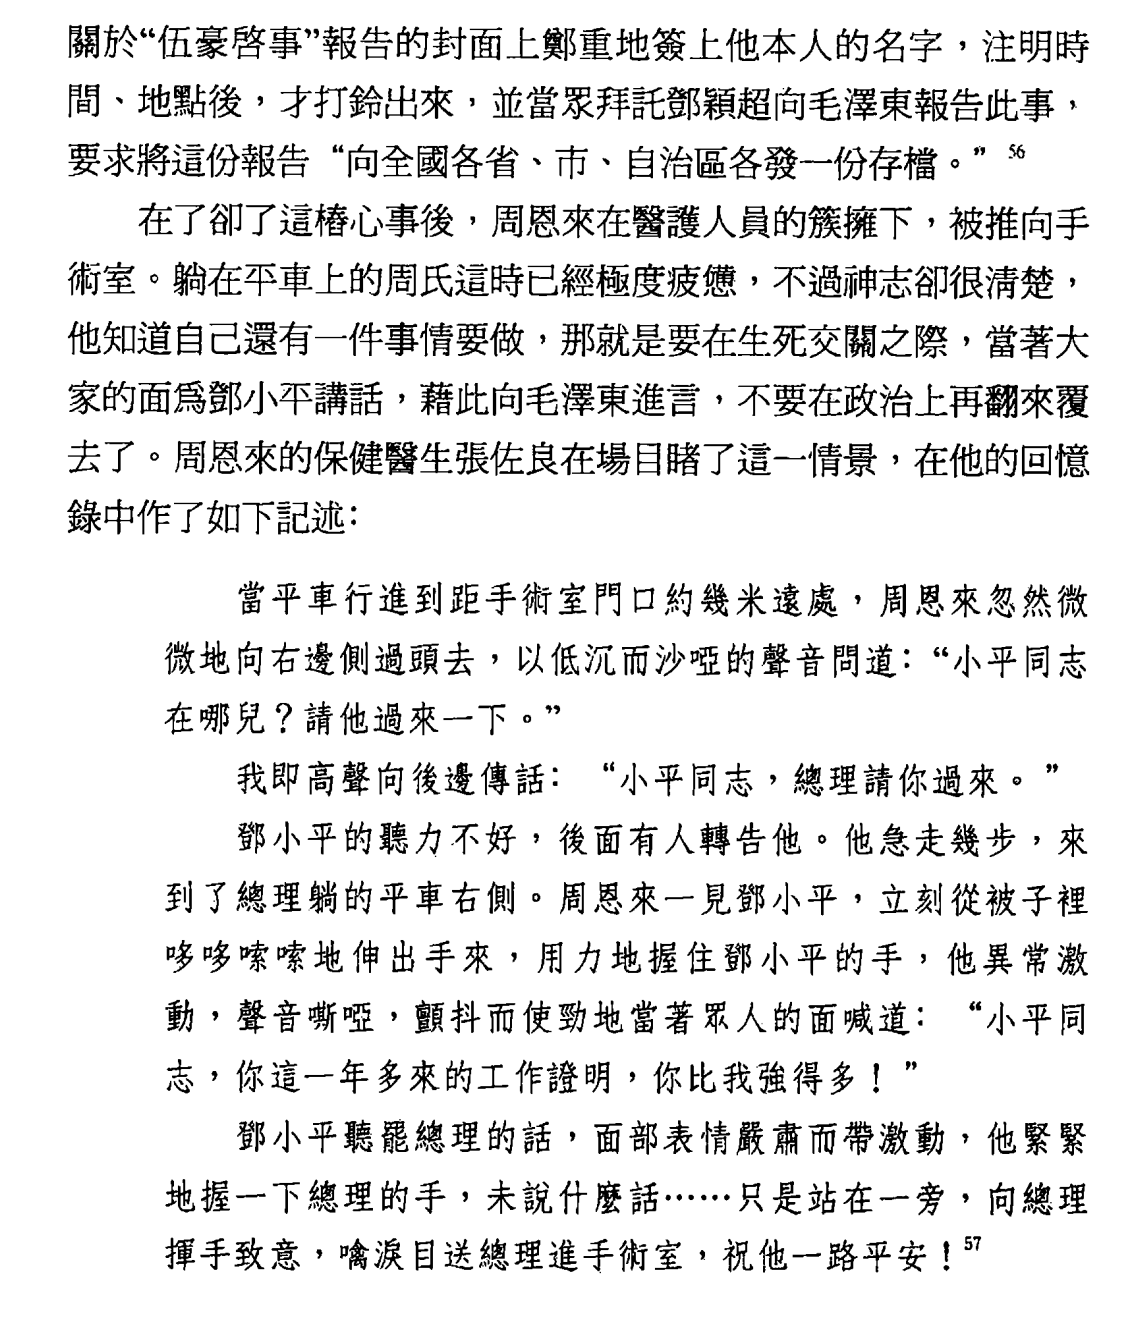 關於“伍豪啓事”報告的封面上鄭重地簽上他本人的名字，注明時
間、地點後，才打鈴出來，並當眾拜託鄧穎超向毛澤東報告此事，
要求將這份報告“向全國各省、市、自治區各發一份存檔。”56
在了卻了這樁心事後，周恩來在醫護人員的簇擁下，被推向手
術室。躺在平車上的周氏這時已經極度疲憊，不過神志卻很清楚，
他知道自己還有一件事情要做，那就是要在生死交關之際，當著大
家的面爲鄧小平講話，藉此向毛澤東進言，不要在政治上再翻來覆
去了。周恩來的保健醫生張佐良在場目睹了這一情景，在他的回憶
錄中作了如下記述：
當平車行進到距手術室門口約幾米遠處，周恩來忽然微
微地向右邊側過頭去，以低沉而沙啞的聲音問道：“小平同志
在哪兒？請他過來一下。”
我即高聲向後邊傳話：“小平同志，總理請你過來。”
鄧小平的聽力不好，後面有人轉告他。他急走幾步，來
到了總理躺的平車右側。周恩來一見鄧小平，立刻從被子裡
哆哆嗦嗦地伸出手來，用力地握住鄧小平的手，他異常激
動，聲音嘶啞，顫抖而使勁地當著眾人的面喊道：“小平同
志，你這一年多來的工作證明，你比我強得多！”
鄧小平聽罷總理的話，面部表情嚴肅而帶激動，他緊緊
地握一下總理的手，未說什麼話……只是站在一旁，向總理
揮手致意，噙淚目送總理進手術室，祝他一路平安！57